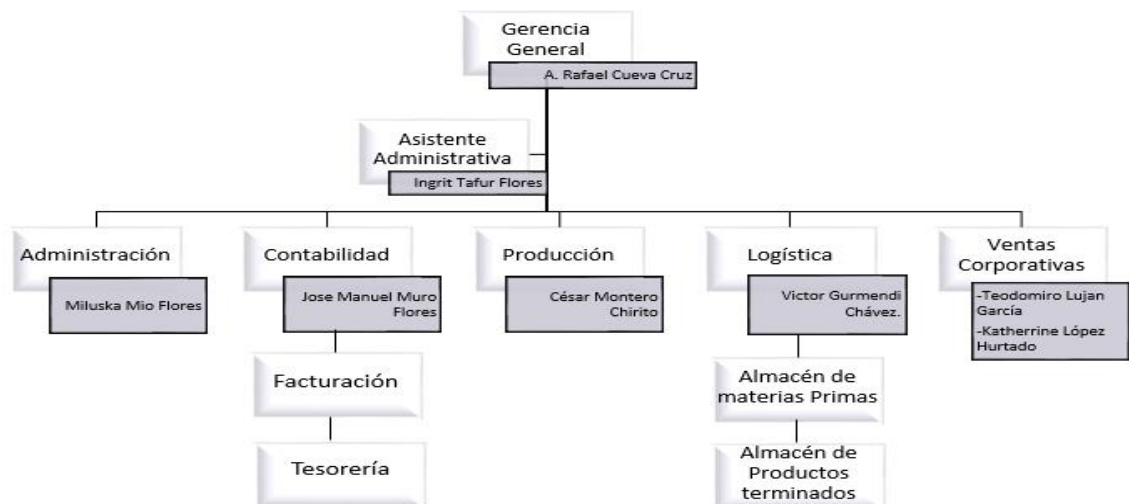 Gerencia
General
A. Rafael Cueva Cruz
Asistente
Administrativa
Ingrit Tafur Flores
Administración
Miluska Mio Flores
Contabilidad
Jose Manuel Muro
Flores
Facturación
Tesorería
Producción
César Montero
Chirito
Logística
Victor Gurmendi
Chávez.
Almacén de
materias Primas
Almacén de
Productos
terminados
Ventas
Corporativas
-Teodomiro Lujan
García
-Katherrine López
Hurtado